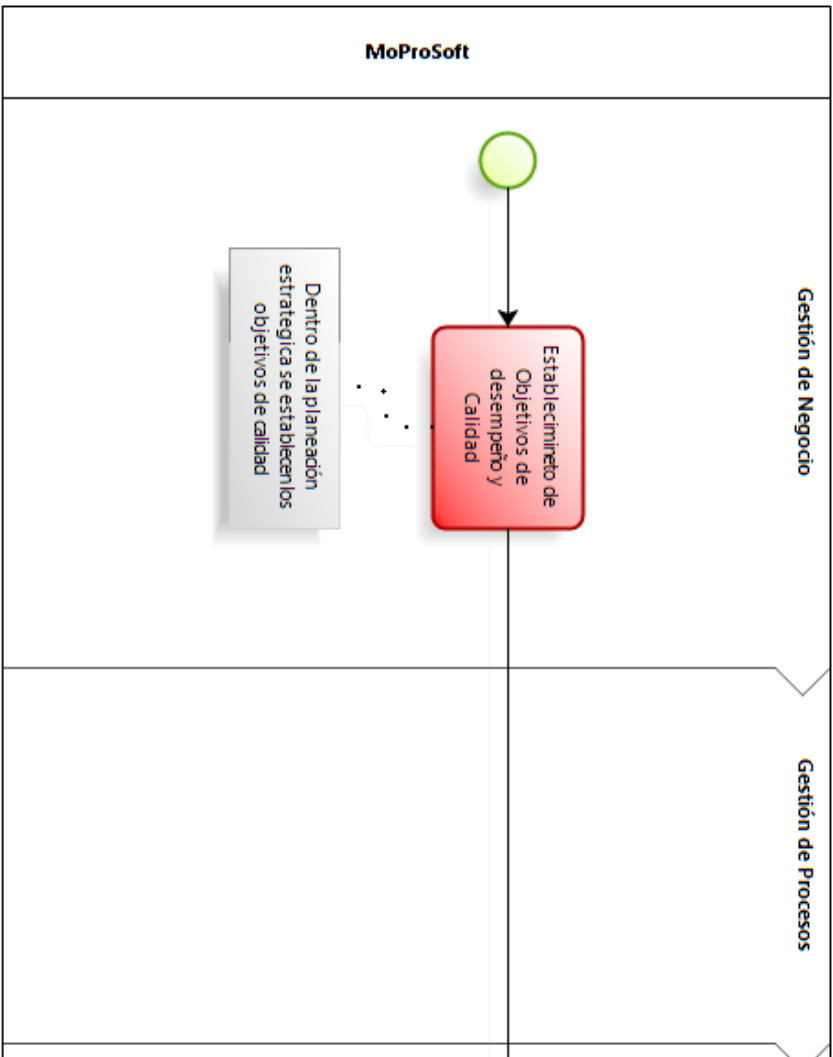 MoProSoft
Gestión de Negocio
Establecimineto de
Objetivos de
desempeño y
Calidad
Dentro de la planeación
estrategica se establecen los
objetivos de calidad
Gestión de Procesos